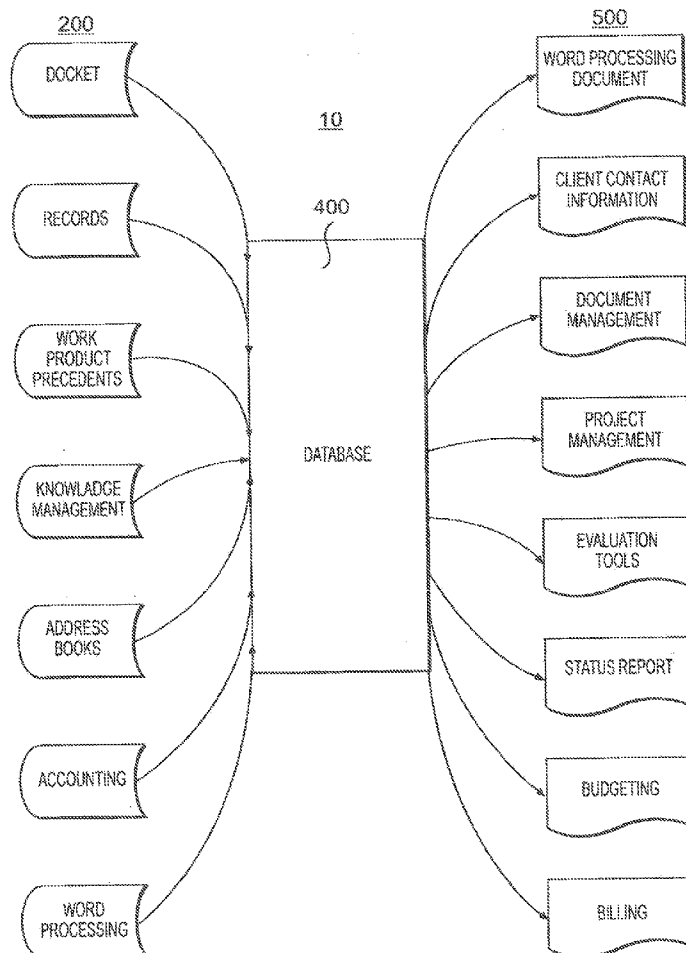 200
DOCKET
RECORDS
WORK
PRODUCT
PRECEDENTS
KNOWLADGE
MANAGEMENT
ADDRESS
BOOKS
ACCOUNTING
WORD
PROCESSING
10
400
DATABASE
500
WORD PROCESSING
DOCUMENT
CLIENT CONTACT
INFORMATION
DOCUMENT
MANAGEMENT
PROJECT
MANAGEMENT
EVALUATION
TOOLS
STATUS REPORT
BUDGETING
BILLING